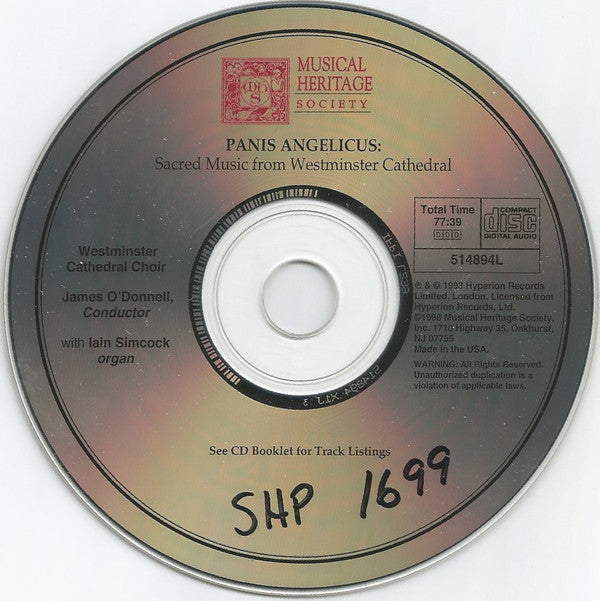 MHS
MUSICAL
HERITAGE
SOCIETY
PANIS ANGELICUS:
Sacred Music from Westminster Cathedral
Westminster
Cathedral Choir
James O'Donnell,
Conductor
with Iain Simcock
organ
Total Time
77:39
DDD
COMPACT
disc
DIGITAL AUDIO
514894L
℗ & © 1993 Hyperion Records
Limited. London. Licensed from
Hyperion Records, Ltd.
©1998 Musical Heritage Society,
Inc. 1710 Highway 35, Oakhurst,
NJ 07755
Made in the USA.
WARNING: All Rights Reserved.
Unauthorized duplication is a
violation of applicable laws.
See CD Booklet for Track Listings
SHP 1699